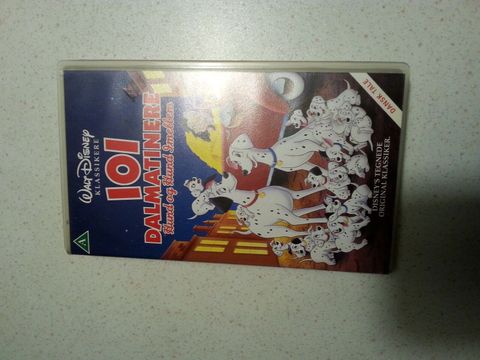 WALT DISNEY
KLASSIKERE
101
DALMATINERE
Hund og Hund Imellem
DANSK TALE
DISNEY'S TEGNEDE
ORIGINAL KLASSIKER.
A